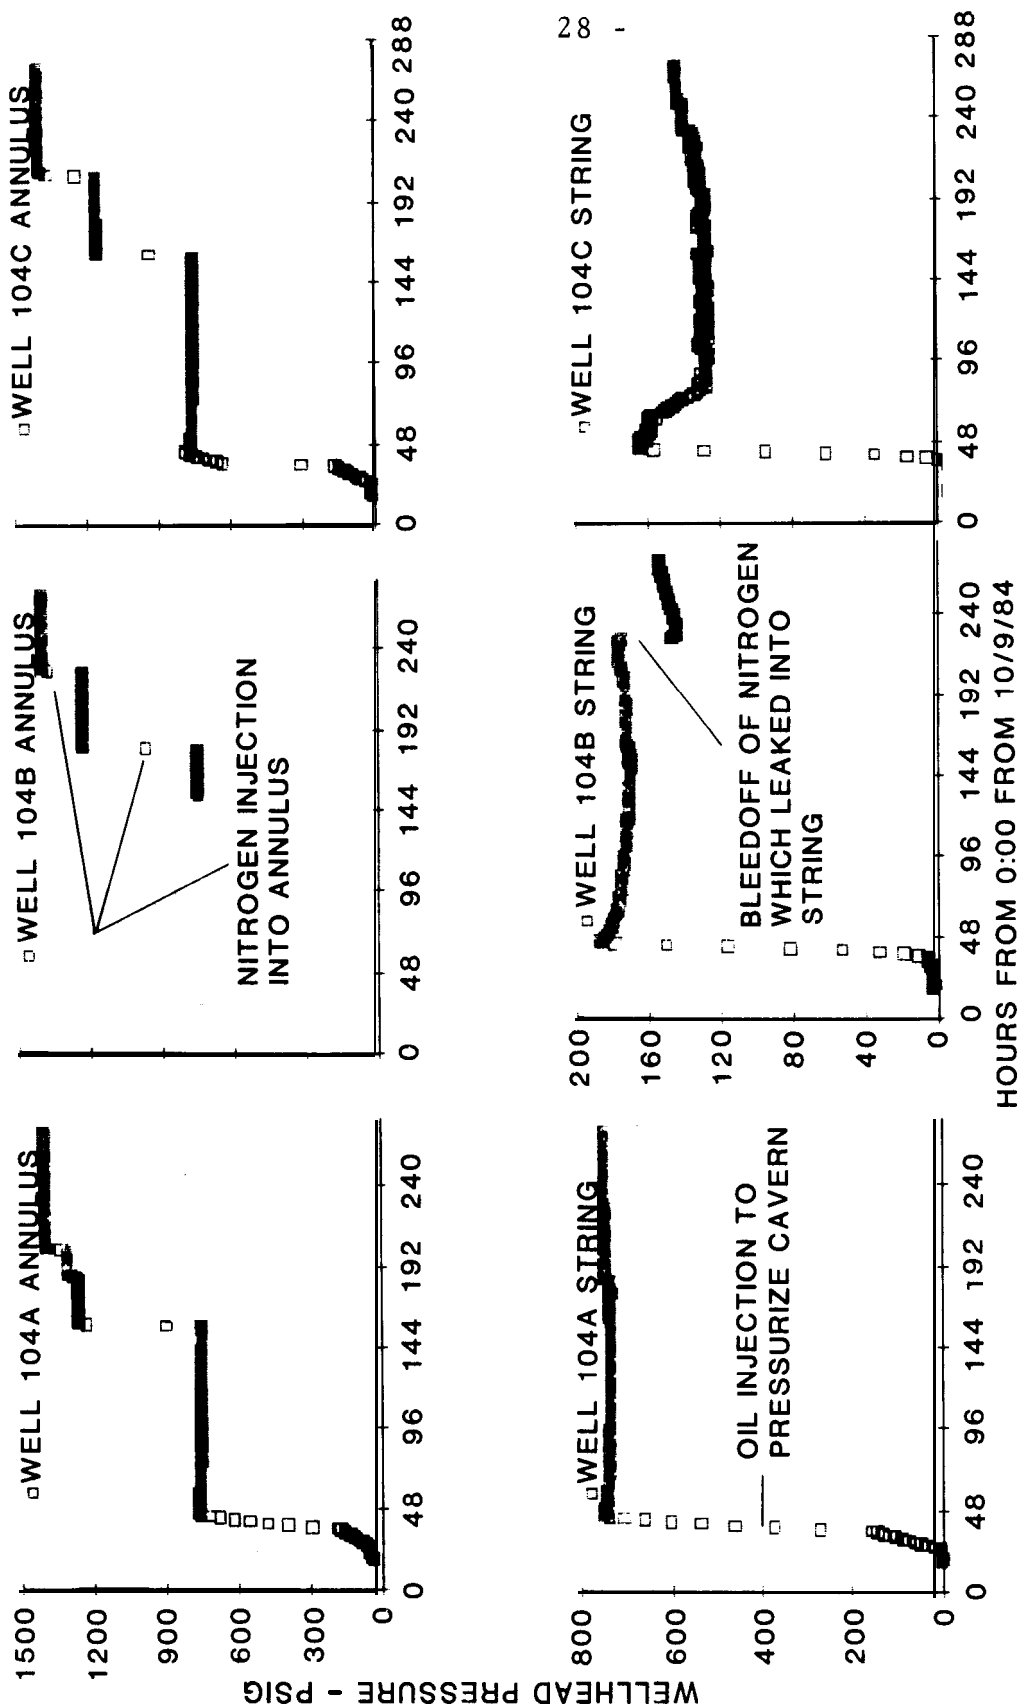 28 -
WELLHEAD PRESSURE - PSIG
WELL 104A ANNULUS
1500
1200
900
600
300
0
0 48 96 144 192 240
WELL 104B ANNULUS
NITROGEN INJECTION
INTO ANNULUS
0 48 96 144 192 240
WELL 104C ANNULUS
0 48 96 144 192 240 288
WELL 104A STRING
800
600
400
200
0
OIL INJECTION TO
PRESSURIZE CAVERN
0 48 96 144 192 240
WELL 104B STRING
200
160
120
80
40
0
BLEEDOFF OF NITROGEN
WHICH LEAKED INTO
STRING
0 48 96 144 192 240
WELL 104C STRING
0 48 96 144 192 240 288
HOURS FROM 0:00 FROM 10/9/84